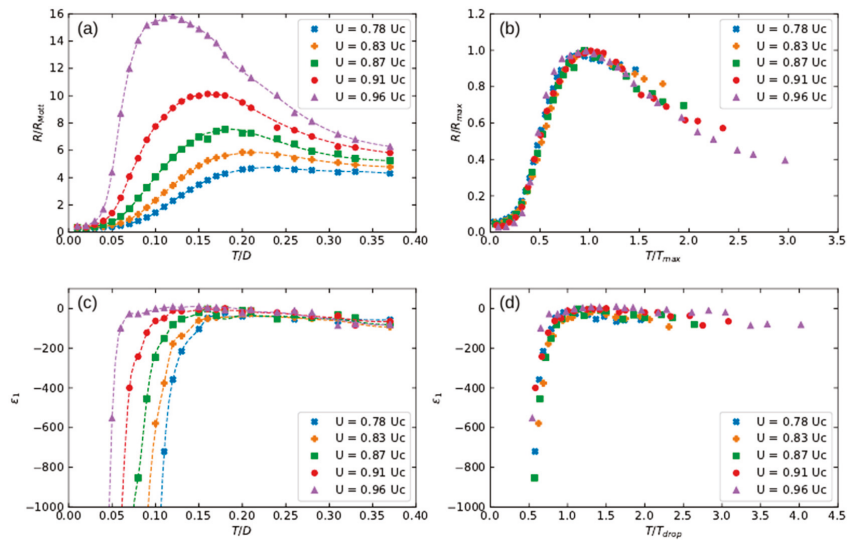 (a)
U = 0.78 Uc
U = 0.83 Uc
U = 0.87 Uc
U = 0.91 Uc
U = 0.96 Uc
R/R_Mott
16
14
12
10
8
6
4
2
0
0.00 0.05 0.10 0.15 0.20 0.25 0.30 0.35 0.40
T/D
(b)
U = 0.78 Uc
U = 0.83 Uc
U = 0.87 Uc
U = 0.91 Uc
U = 0.96 Uc
R/R_max
1.2
1.0
0.8
0.6
0.4
0.2
0.0
0.0 0.5 1.0 1.5 2.0 2.5 3.0 3.5
T/T_max
(c)
U = 0.78 Uc
U = 0.83 Uc
U = 0.87 Uc
U = 0.91 Uc
U = 0.96 Uc
ε₁
0
−200
−400
−600
−800
−1000
0.00 0.05 0.10 0.15 0.20 0.25 0.30 0.35 0.40
T/D
(d)
U = 0.78 Uc
U = 0.83 Uc
U = 0.87 Uc
U = 0.91 Uc
U = 0.96 Uc
ε₁
0
−200
−400
−600
−800
−1000
0.0 0.5 1.0 1.5 2.0 2.5 3.0 3.5 4.0 4.5
T/T_drop